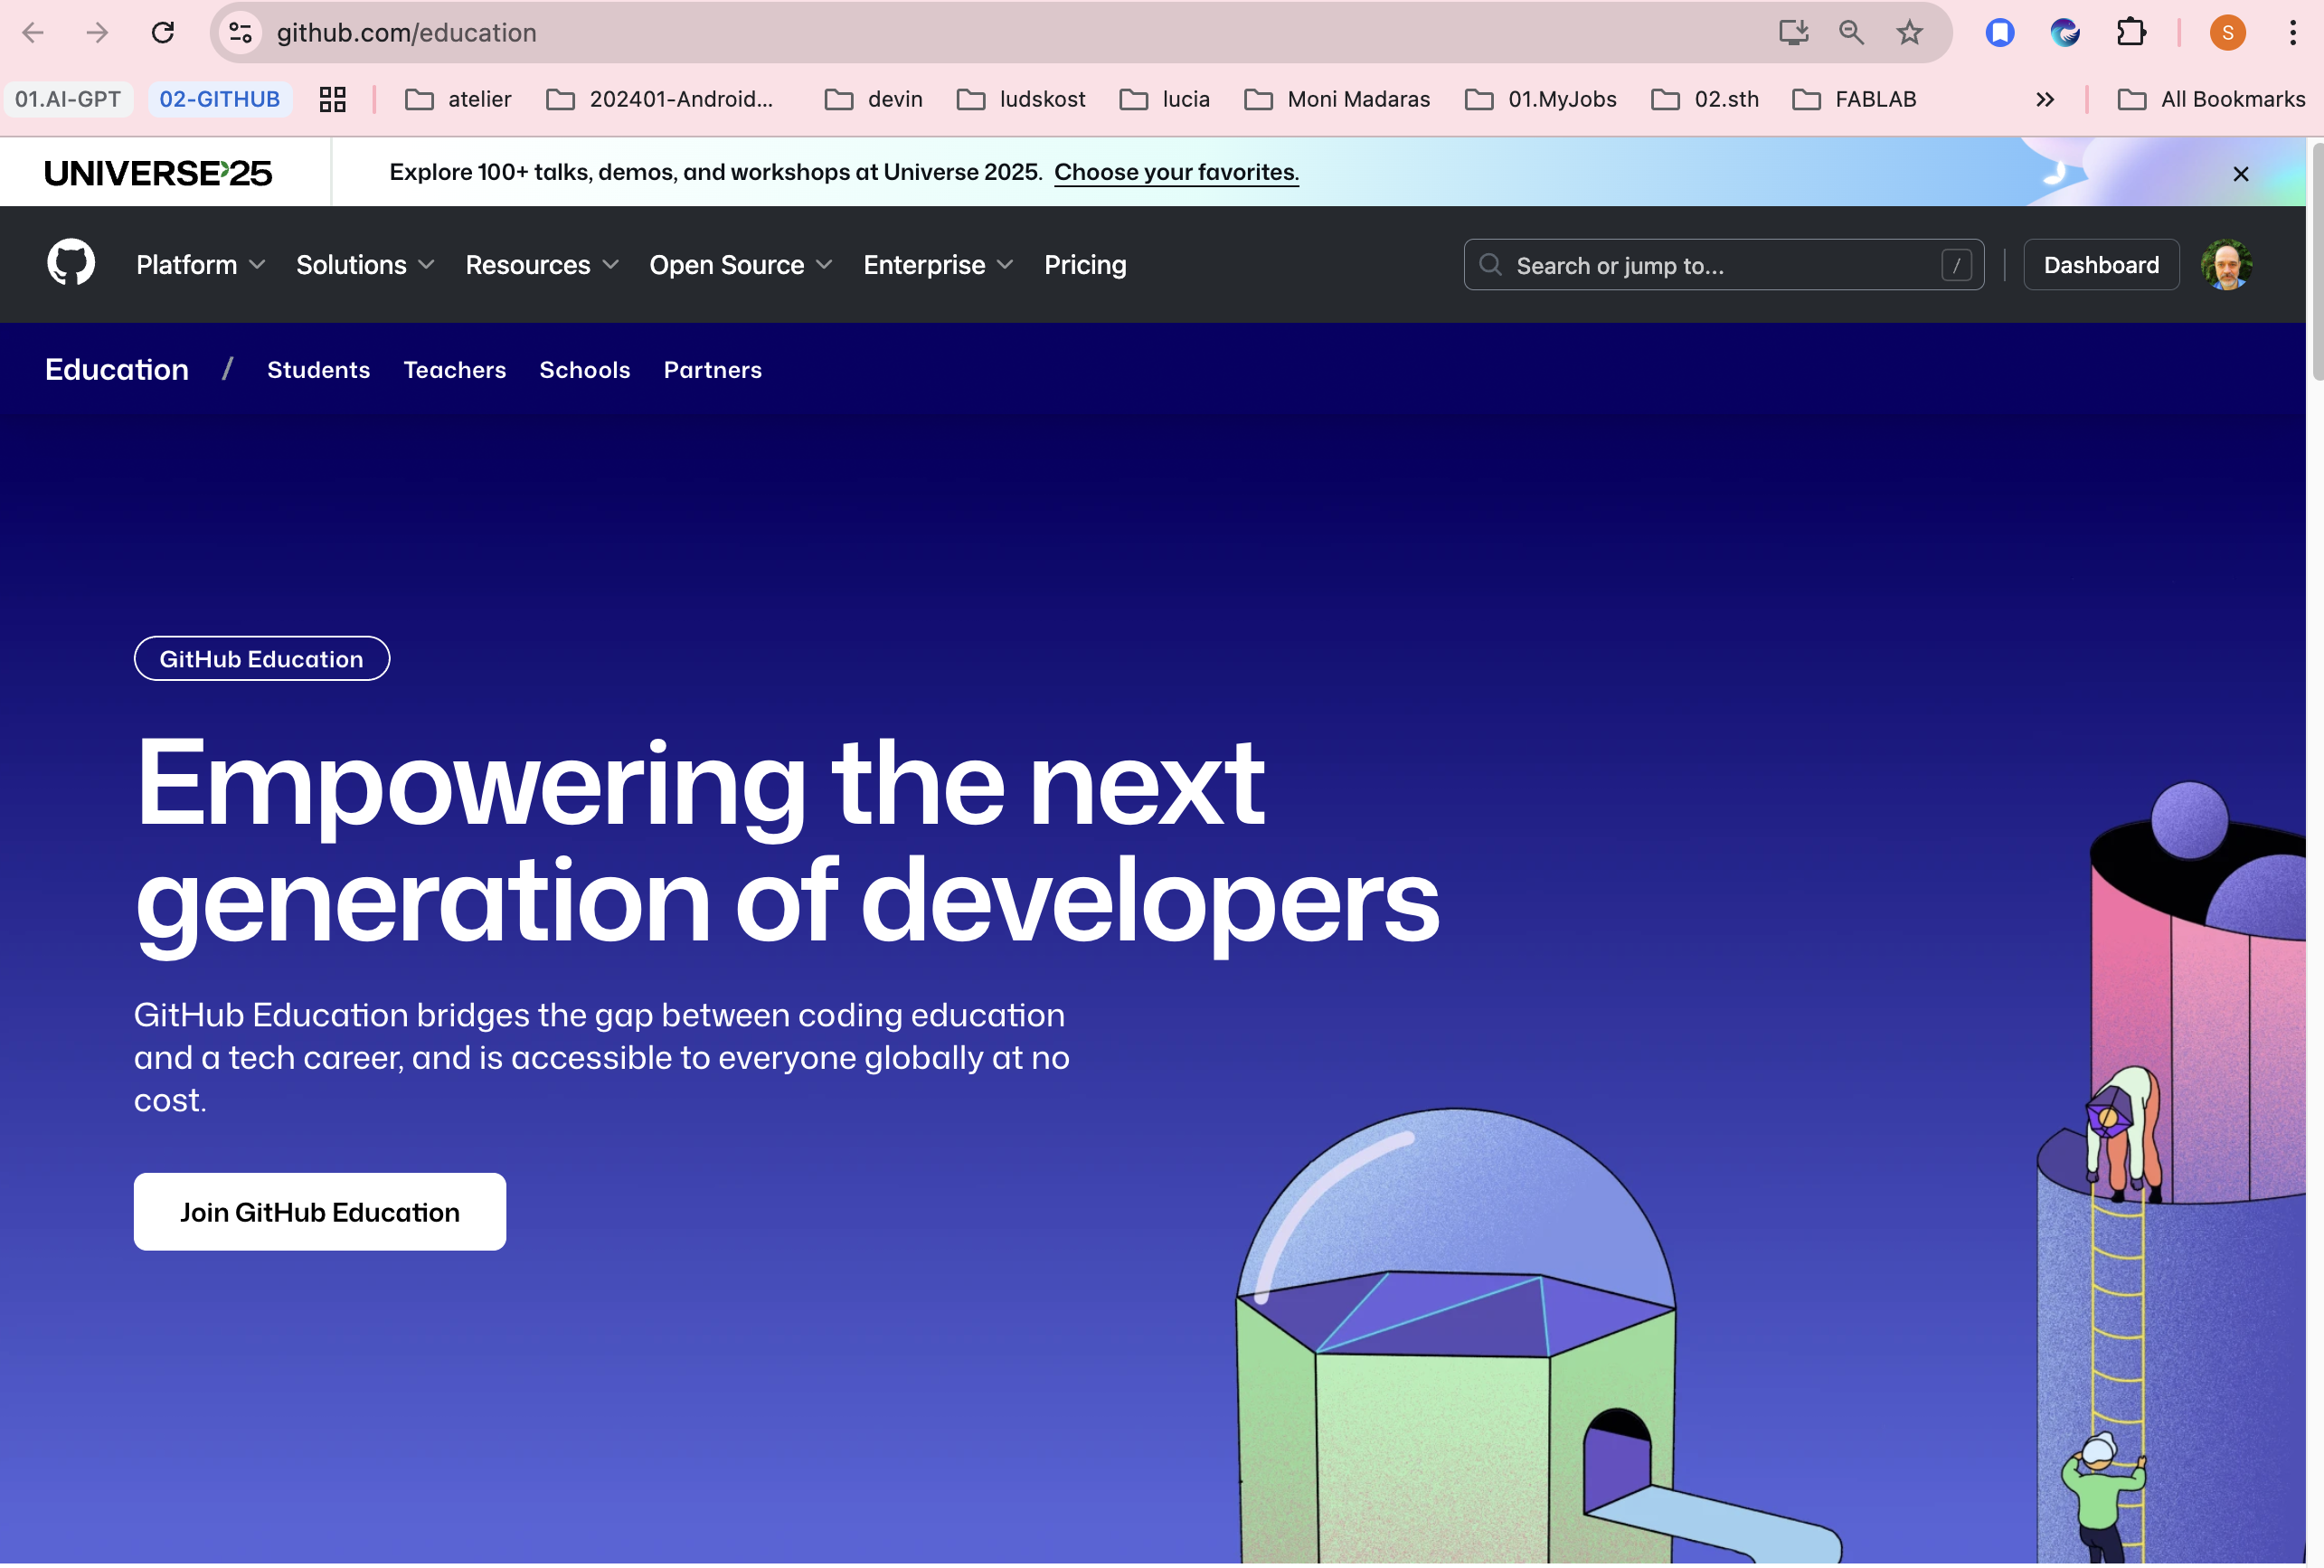 github.com/education
01.AI-GPT 02-GITHUB atelier 202401-Android... devin ludskost lucia Moni Madaras 01.MyJobs 02.sth FABLAB » All Bookmarks
S
UNIVERSE'25 Explore 100+ talks, demos, and workshops at Universe 2025. Choose your favorites.
Platform Solutions Resources Open Source Enterprise Pricing Search or jump to... / Dashboard
Education / Students Teachers Schools Partners
GitHub Education
Empowering the next
generation of developers
GitHub Education bridges the gap between coding education
and a tech career, and is accessible to everyone globally at no
cost.
Join GitHub Education